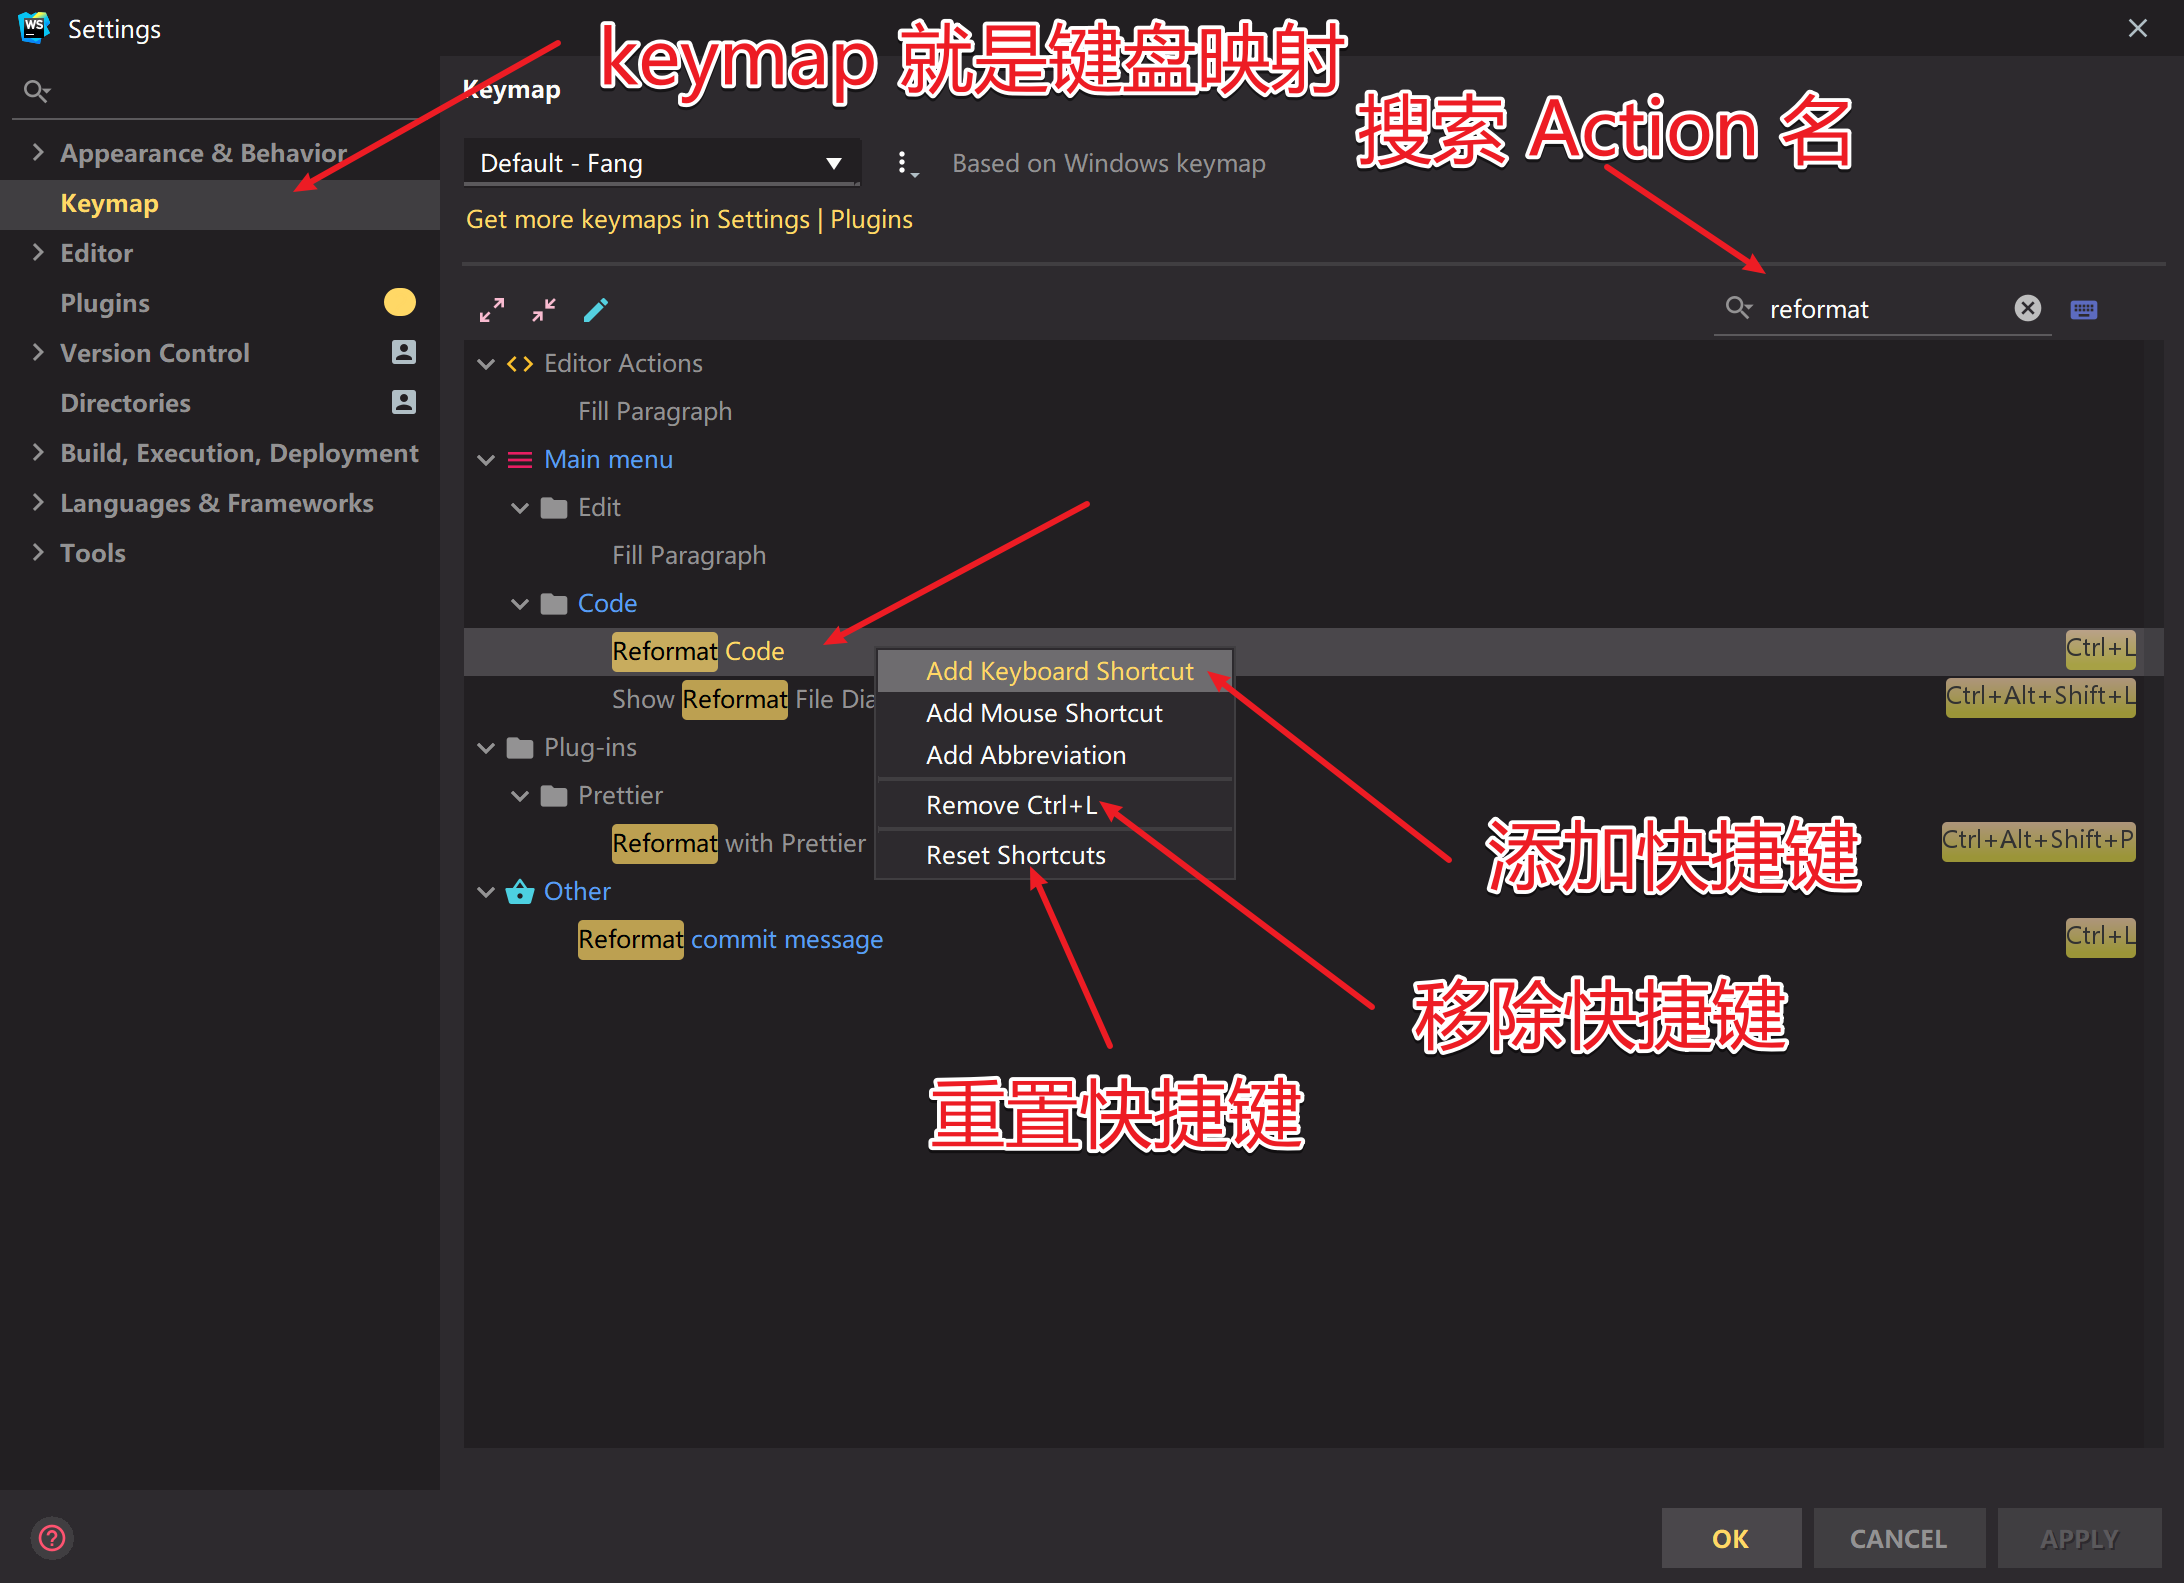 WS Settings
keymap 就是键盘映射
搜索 Action 名
Keymap
Appearance & Behavior
Keymap
Editor
Plugins
Version Control
Directories
Build, Execution, Deployment
Languages & Frameworks
Tools
Default - Fang
Based on Windows keymap
Get more keymaps in Settings | Plugins
reformat
Editor Actions
Fill Paragraph
Main menu
Edit
Fill Paragraph
Code
Reformat Code Ctrl+L
Show Reformat File Dia Ctrl+Alt+Shift+L
Plug-ins
Prettier
Reformat with Prettier Ctrl+Alt+Shift+P
Other
Reformat commit message Ctrl+L
Add Keyboard Shortcut
Add Mouse Shortcut
Add Abbreviation
Remove Ctrl+L
Reset Shortcuts
添加快捷键
移除快捷键
重置快捷键
?
OK
CANCEL
APPLY